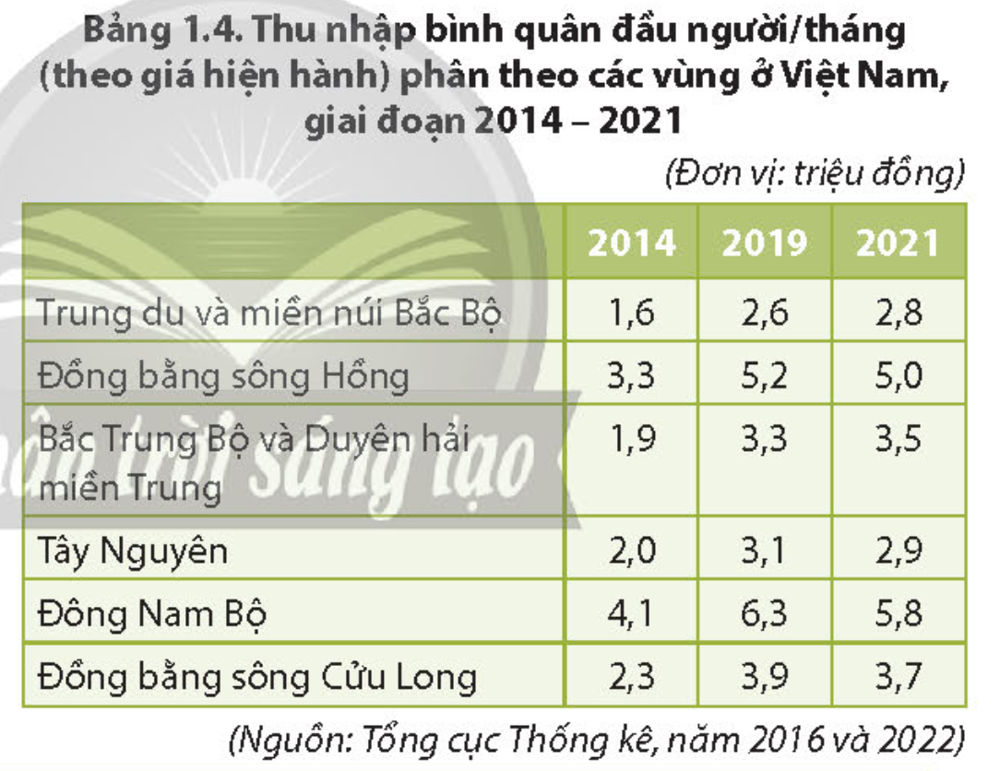 Bảng 1.4. Thu nhập bình quân đầu người/tháng
(theo giá hiện hành) phân theo các vùng ở Việt Nam,
giai đoạn 2014 – 2021
(Đơn vị: triệu đồng)
2014 2019 2021
Trung du và miền núi Bắc Bộ 1,6 2,6 2,8
Đồng bằng sông Hồng 3,3 5,2 5,0
Bắc Trung Bộ và Duyên hải 1,9 3,3 3,5
miền Trung
Tây Nguyên 2,0 3,1 2,9
Đông Nam Bộ 4,1 6,3 5,8
Đồng bằng sông Cửu Long 2,3 3,9 3,7
(Nguồn: Tổng cục Thống kê, năm 2016 và 2022)
trời sáng tạo